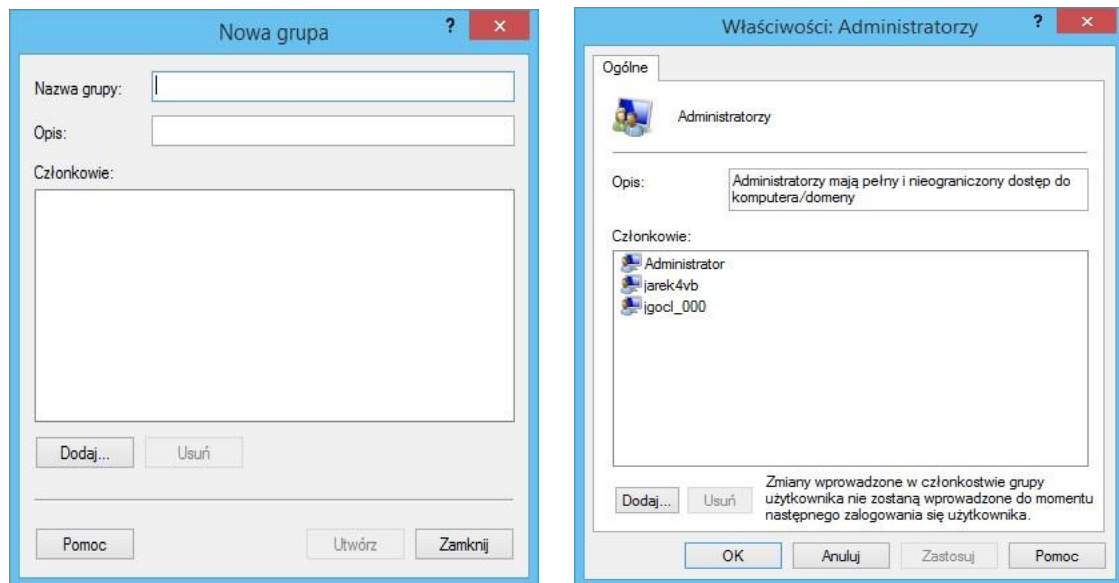 Nowa grupa
?
Nazwa grupy:
Opis:
Członkowie:
Dodaj...
Usuń
Pomoc
Utwórz
Zamknij
Właściwości: Administratorzy
?
Ogólne
Administratorzy
Opis:
Administratorzy mają pełny i nieograniczony dostęp do
komputera/domeny
Członkowie:
Administrator
jarek4vb
jgocl_000
Dodaj...
Usuń
Zmiany wprowadzone w członkostwie grupy
użytkownika nie zostaną wprowadzone do momentu
następnego zalogowania się użytkownika.
OK
Anuluj
Zastosuj
Pomoc